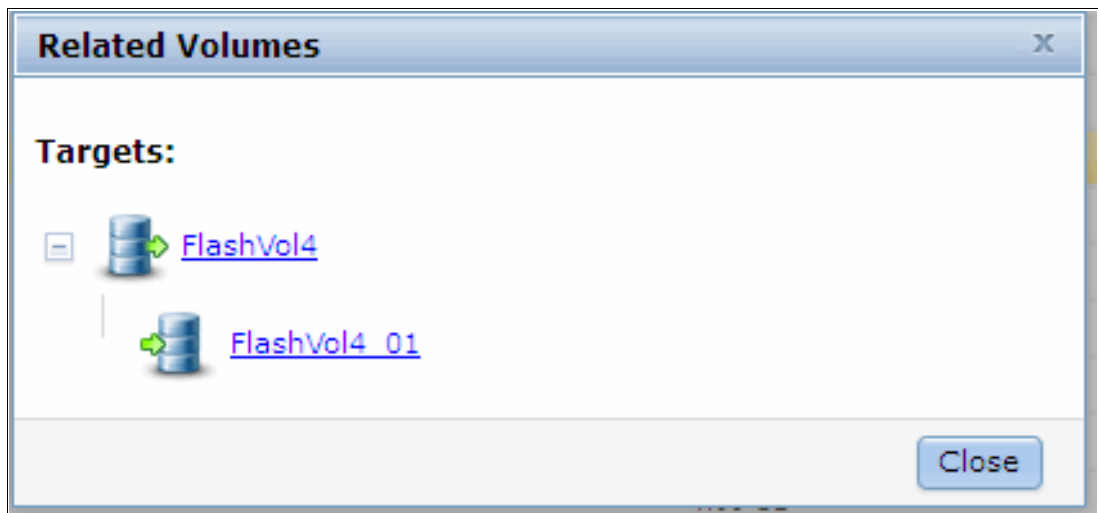 Related Volumes
x
Targets:
FlashVol4
FlashVol4_01
Close